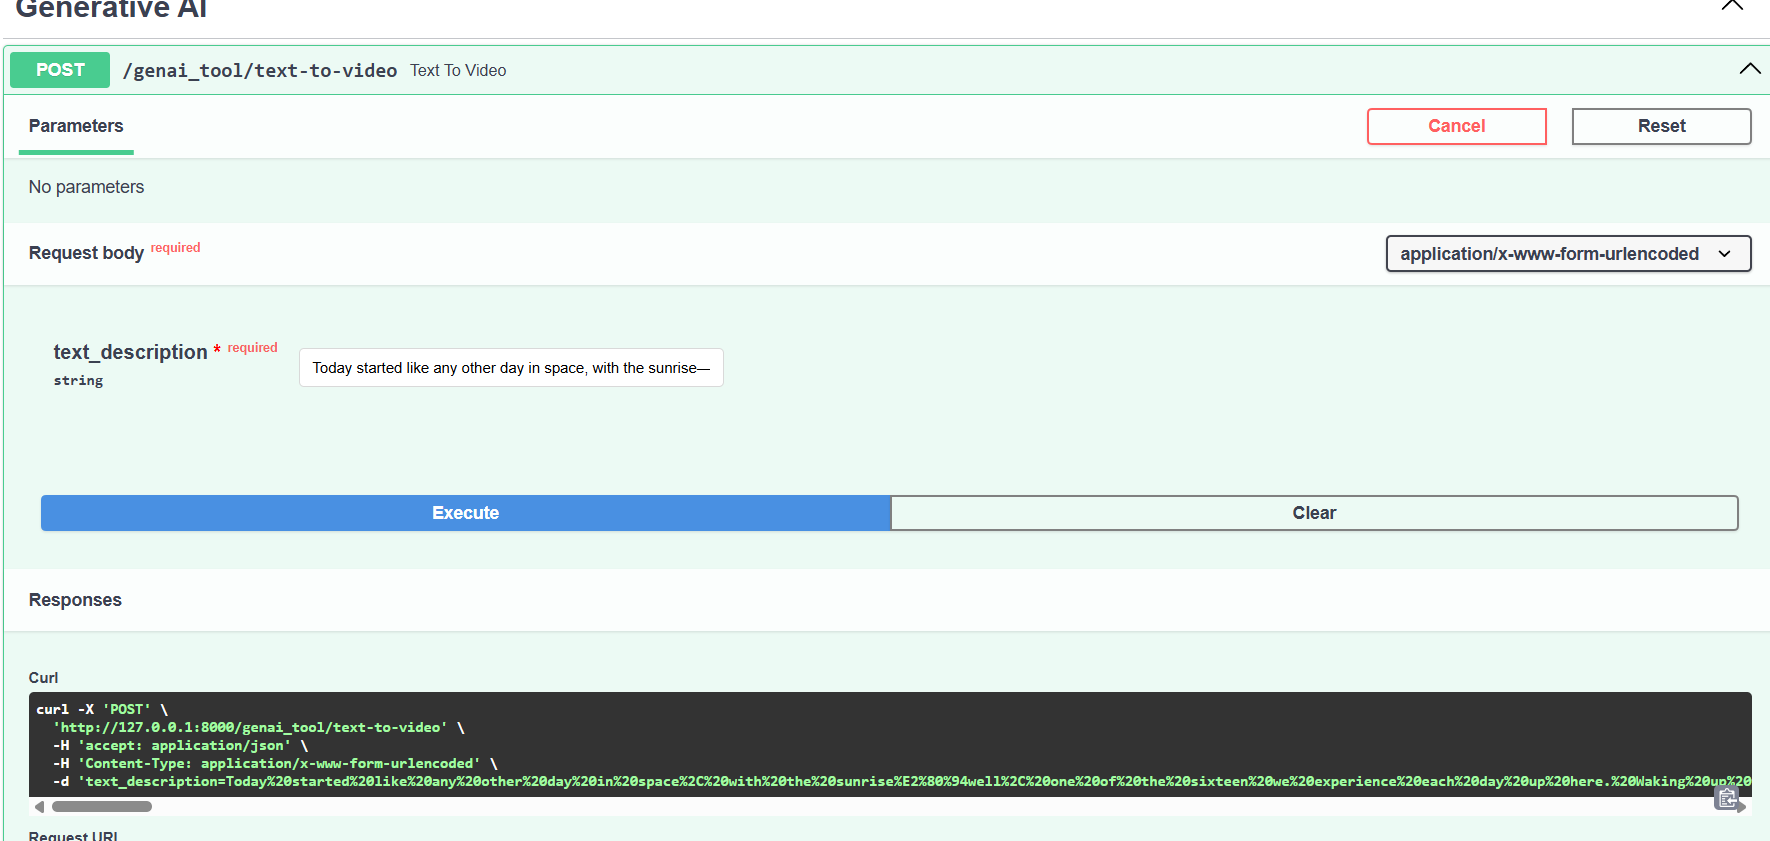 Generative AI
POST /genai_tool/text-to-video Text To Video
Parameters
Cancel
Reset
No parameters
Request body required
application/x-www-form-urlencoded
text_description * required
string
Today started like any other day in space, with the sunrise—
Execute
Clear
Responses
Curl
curl -X 'POST' \
'http://127.0.0.1:8000/genai_tool/text-to-video' \
-H 'accept: application/json' \
-H 'Content-Type: application/x-www-form-urlencoded' \
-d 'text_description=Today%20started%20like%20any%20other%20day%20in%20space%2C%20with%20the%20sunrise%E2%80%94well%2C%20one%20of%20the%20sixteen%20we%20experience%20each%20day%20up%20here.%20Waking%20up%20
Request URL